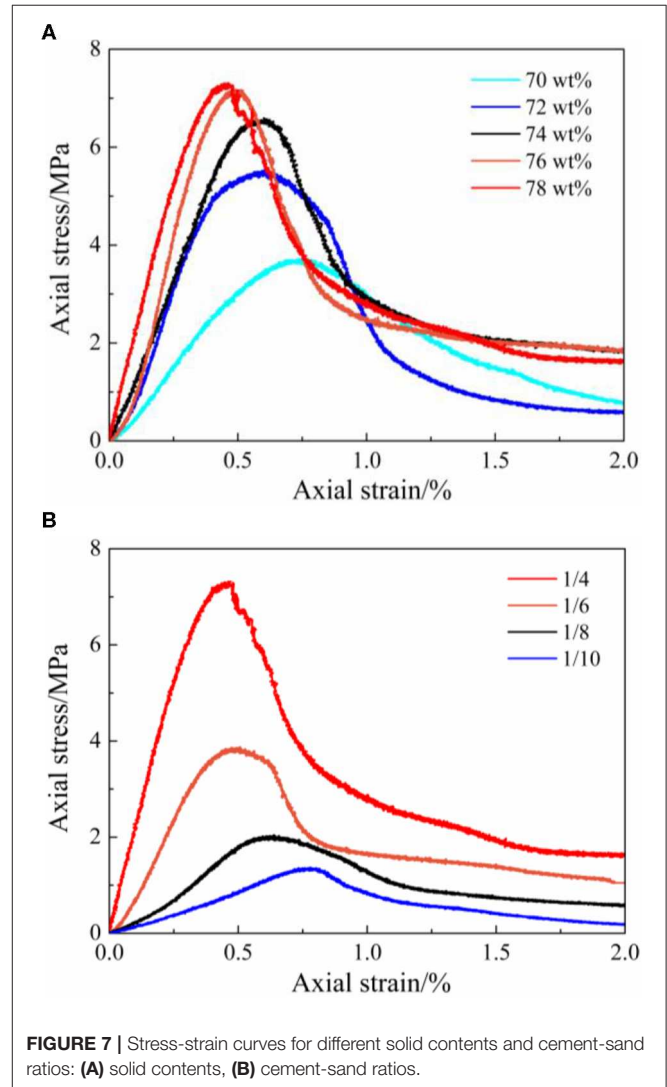 A
8
6
4
2
0
Axial stress/MPa
70 wt%
72 wt%
74 wt%
76 wt%
78 wt%
0.0 0.5 1.0 1.5 2.0
Axial strain/%
B
8
6
4
2
0
Axial stress/MPa
1/4
1/6
1/8
1/10
0.0 0.5 1.0 1.5 2.0
Axial strain/%
FIGURE 7 | Stress-strain curves for different solid contents and cement-sand
ratios: (A) solid contents, (B) cement-sand ratios.